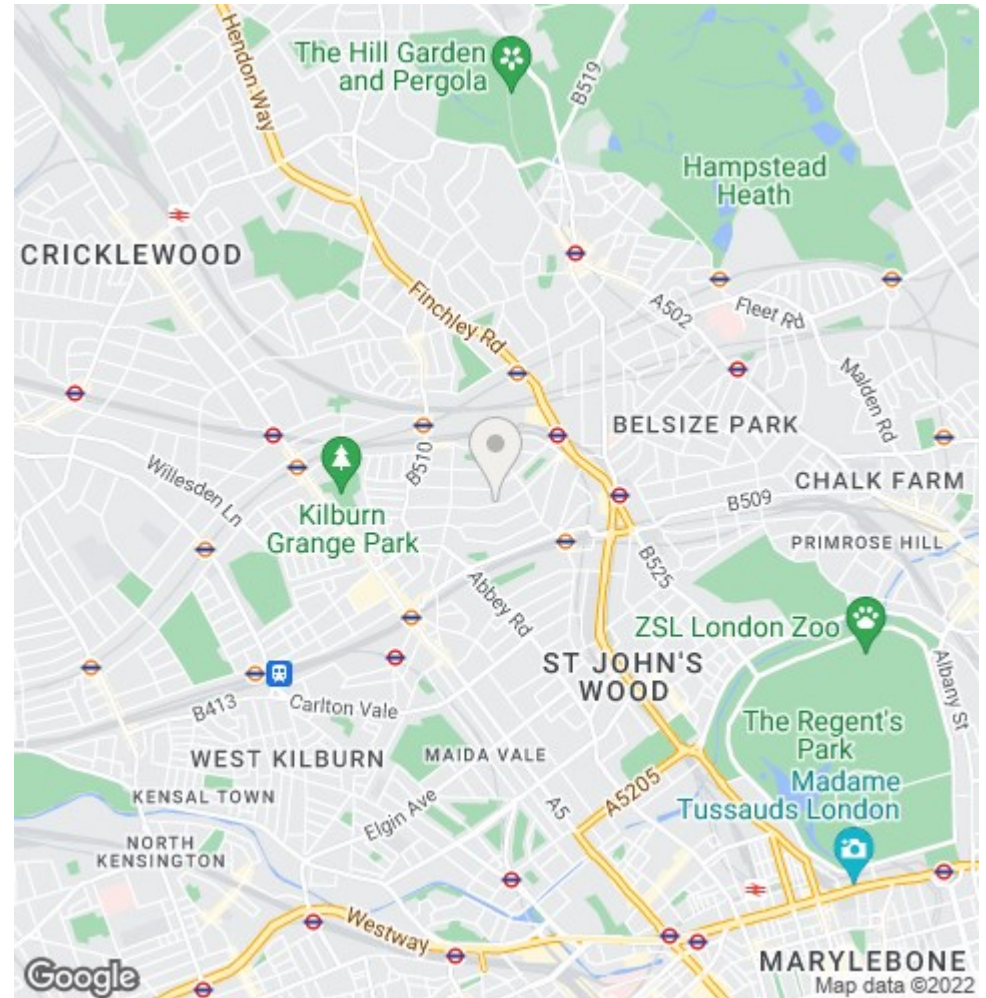 Hendon Way
The Hill Garden
and Pergola
B519
Hampstead
Heath
CRICKLEWOOD
Finchley Rd
A502
Fleet Rd
Malden Rd
BELSIZE PARK
B510
Willesden Ln
Kilburn
Grange Park
CHALK FARM
B509
PRIMROSE HILL
B525
Abbey Rd
ZSL London Zoo
ST JOHN'S
WOOD
Albany St
B413
Carlton Vale
The Regent's
Park
WEST KILBURN
MAIDA VALE
Madame
Tussauds London
A5205
KENSAL TOWN
Elgin Ave
A5
NORTH
KENSINGTON
Westway
MARYLEBONE
Google
Map data ©2022